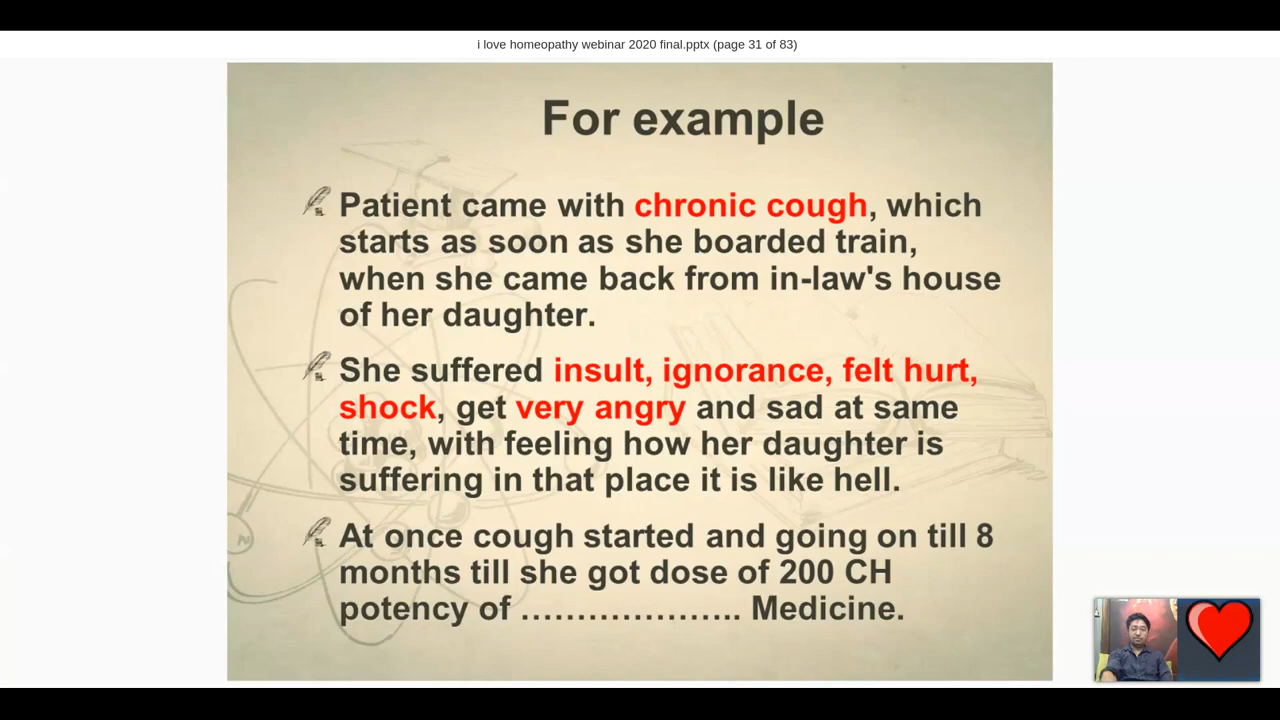 i love homeopathy webinar 2020 final.pptx (page 31 of 83)
For example
Patient came with chronic cough, which
starts as soon as she boarded train,
when she came back from in-law's house
of her daughter.
She suffered insult, ignorance, felt hurt,
shock, get very angry and sad at same
time, with feeling how her daughter is
suffering in that place it is like hell.
At once cough started and going on till 8
months till she got dose of 200 CH
potency of ………………….. Medicine.